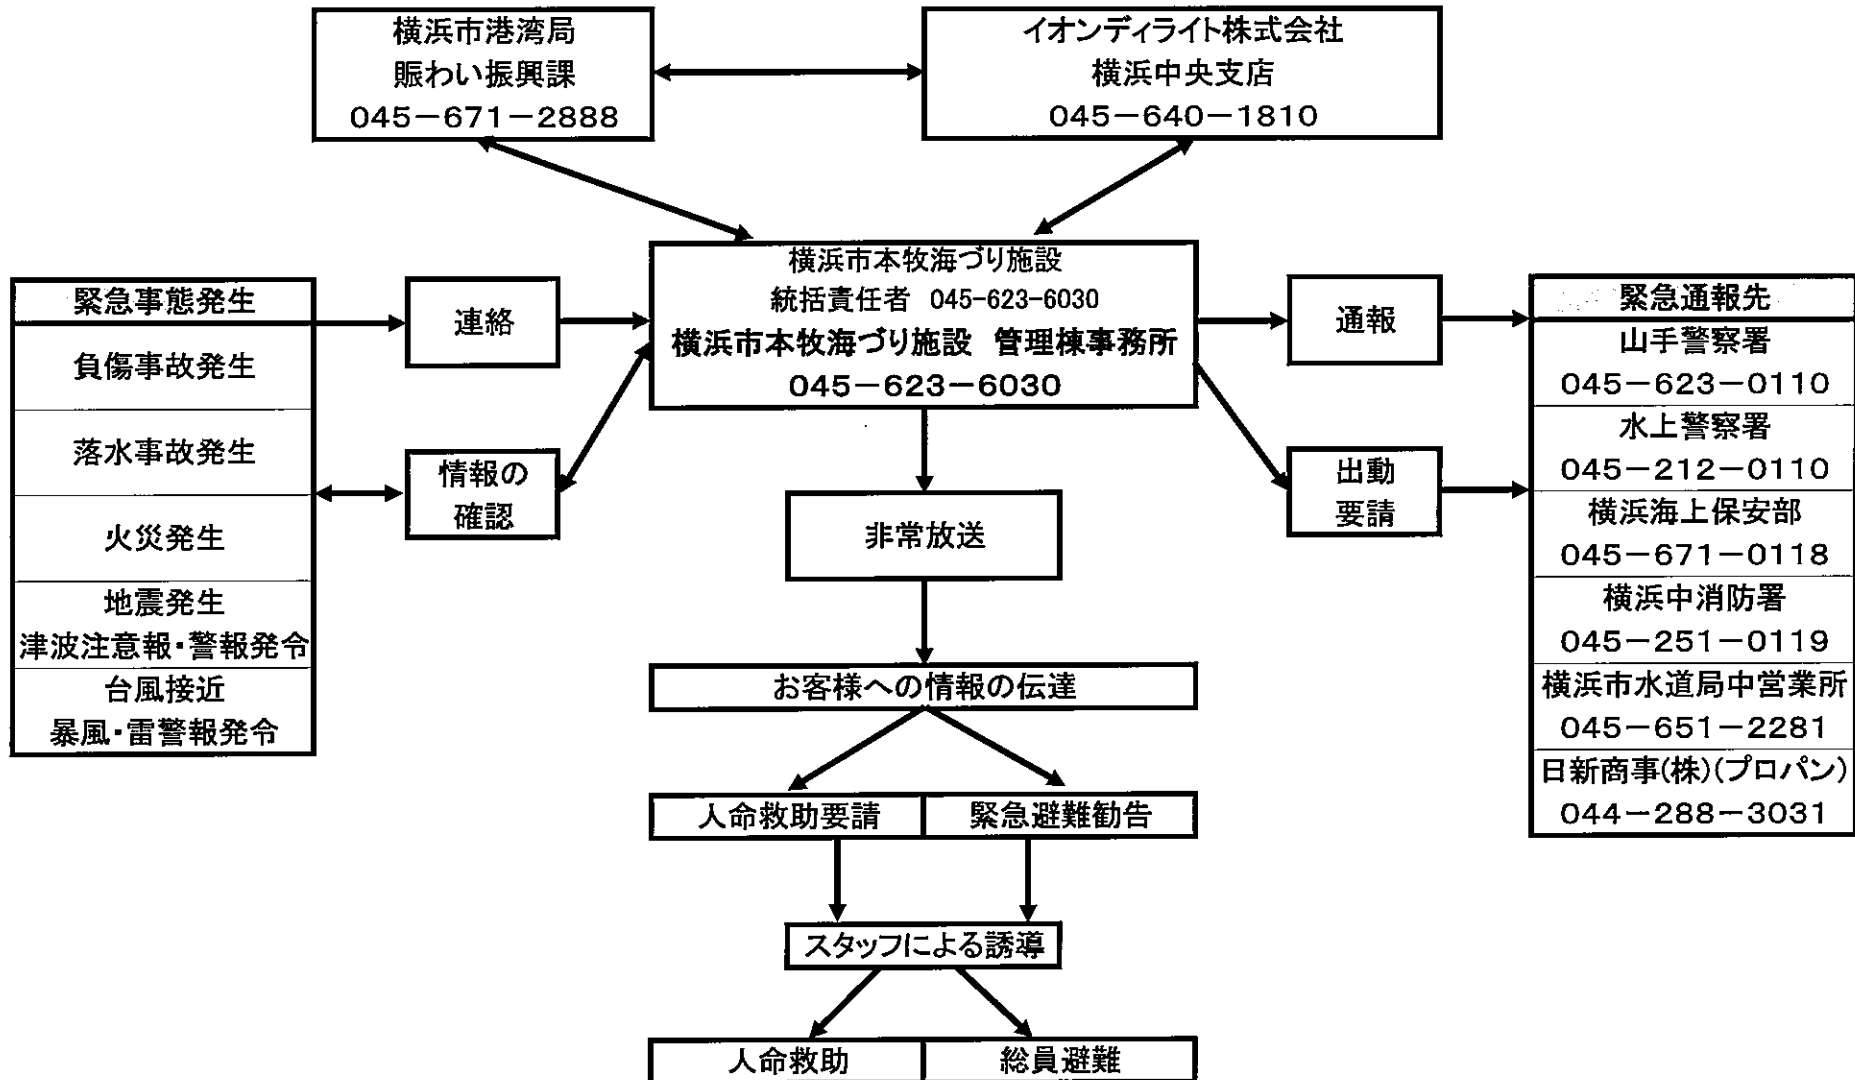 横浜市港湾局
賑わい振興課
045－671－2888
イオンディライト株式会社
横浜中央支店
045－640－1810
横浜市本牧海づり施設
統括責任者 045-623-6030
横浜市本牧海づり施設 管理棟事務所
045－623－6030
緊急事態発生
負傷事故発生
落水事故発生
火災発生
地震発生
津波注意報・警報発令
台風接近
暴風・雷警報発令
連絡
情報の
確認
通報
出動
要請
緊急通報先
山手警察署
045－623－0110
水上警察署
045－212－0110
横浜海上保安部
045－671－0118
横浜中消防署
045－251－0119
横浜市水道局中営業所
045－651－2281
日新商事(株)(プロパン)
044－288－3031
非常放送
お客様への情報の伝達
人命救助要請
緊急避難勧告
スタッフによる誘導
人命救助
総員避難